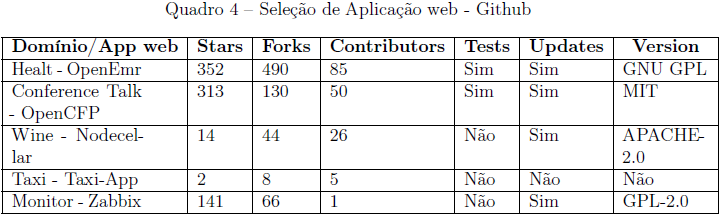 Quadro 4 – Seleção de Aplicação web - Github
Domínio/App web Stars Forks Contributors Tests Updates Version
Healt - OpenEmr 352 490 85 Sim Sim GNU GPL
Conference Talk 313 130 50 Sim Sim MIT
- OpenCFP
Wine - Nodecel- 14 44 26 Não Sim APACHE-
lar 2.0
Taxi - Taxi-App 2 8 5 Não Não Não
Monitor - Zabbix 141 66 1 Não Sim GPL-2.0